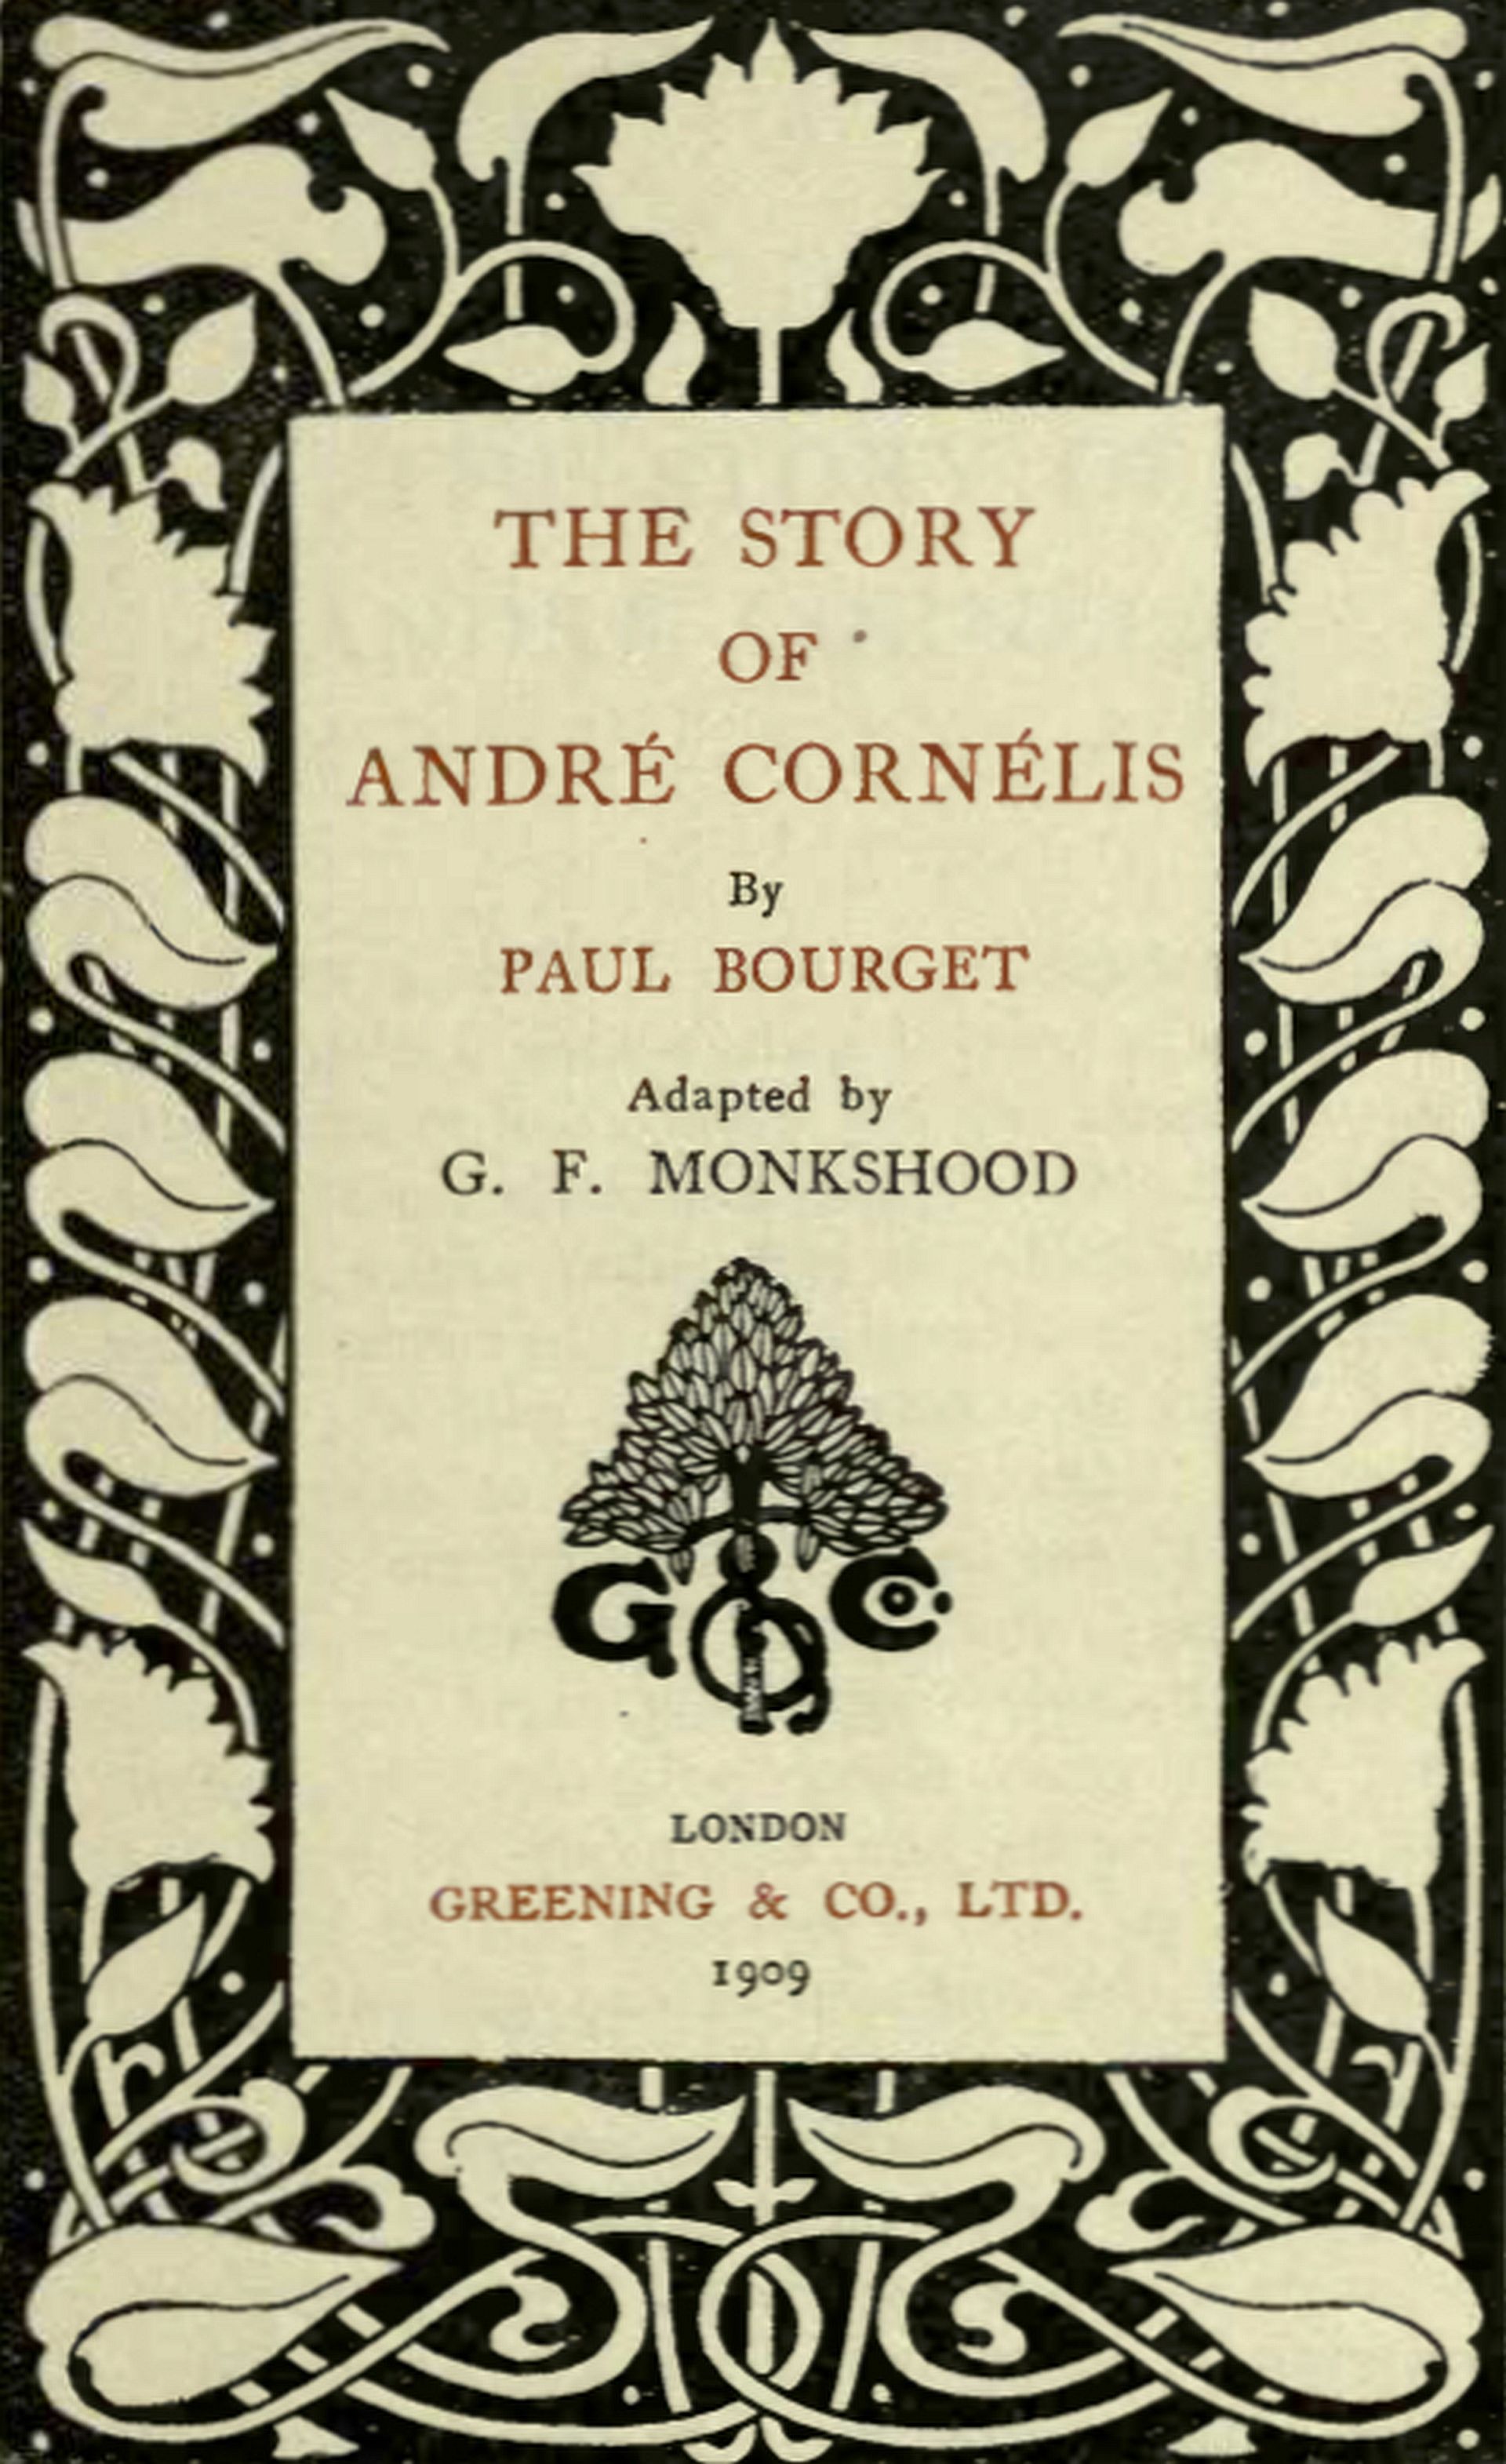 THE STORY
OF
ANDRÉ CORNÉLIS
By
PAUL BOURGET
Adapted by
G. F. MONKSHOOD
G & Co.
LONDON
GREENING & CO., LTD.
1909